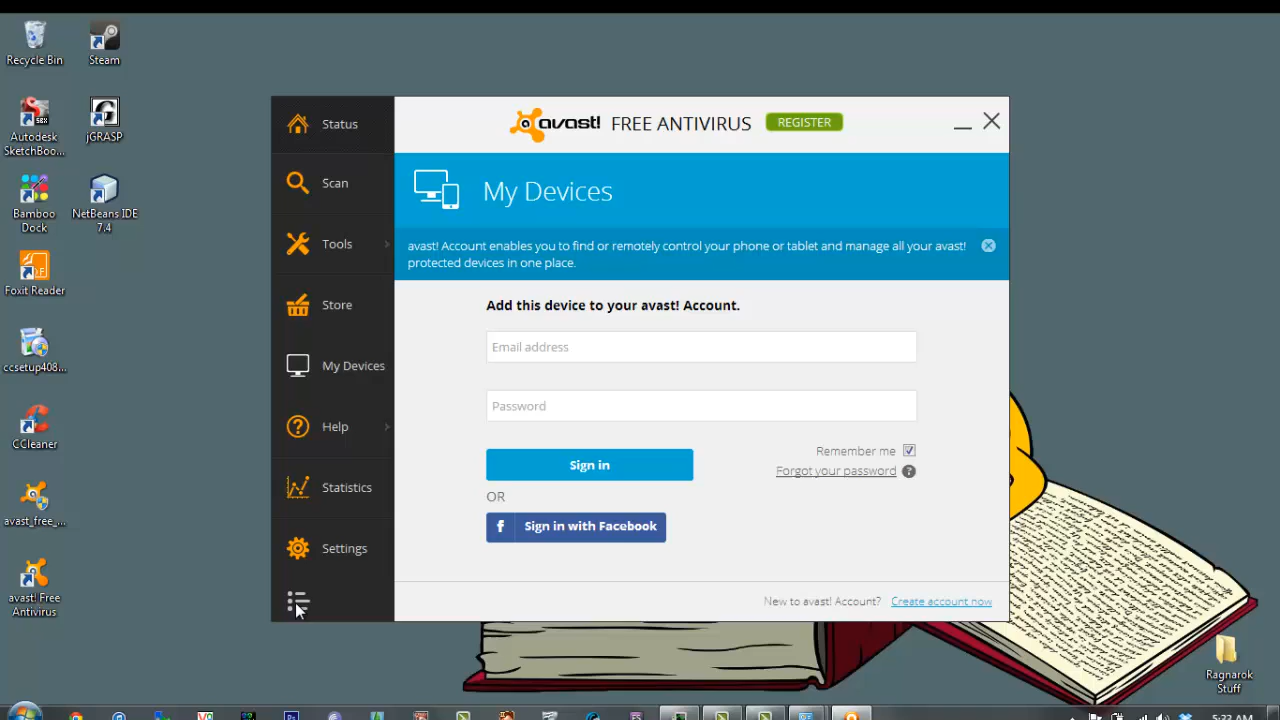 Recycle Bin
Steam
Autodesk
SketchBoo...
jGRASP
Bamboo
Dock
NetBeans IDE
7.4
Foxit Reader
ccsetup408...
CCleaner
avast_free_...
avast! Free
Antivirus
Status
Scan
Tools
Store
My Devices
Help
Statistics
Settings
avast! FREE ANTIVIRUS REGISTER
My Devices
avast! Account enables you to find or remotely control your phone or tablet and manage all your avast!
protected devices in one place.
Add this device to your avast! Account.
Email address
Password
Remember me
Sign in
Forgot your password ?
OR
f Sign in with Facebook
New to avast! Account? Create account now
Ragnarok
Stuff